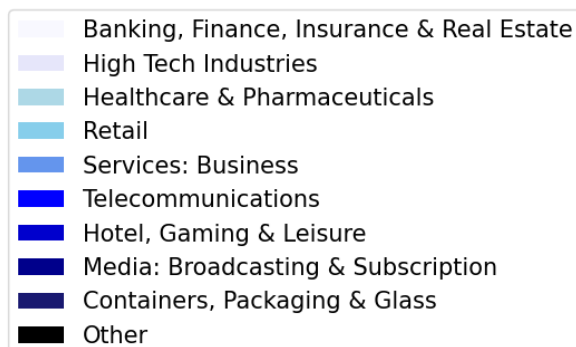 Banking, Finance, Insurance & Real Estate
High Tech Industries
Healthcare & Pharmaceuticals
Retail
Services: Business
Telecommunications
Hotel, Gaming & Leisure
Media: Broadcasting & Subscription
Containers, Packaging & Glass
Other